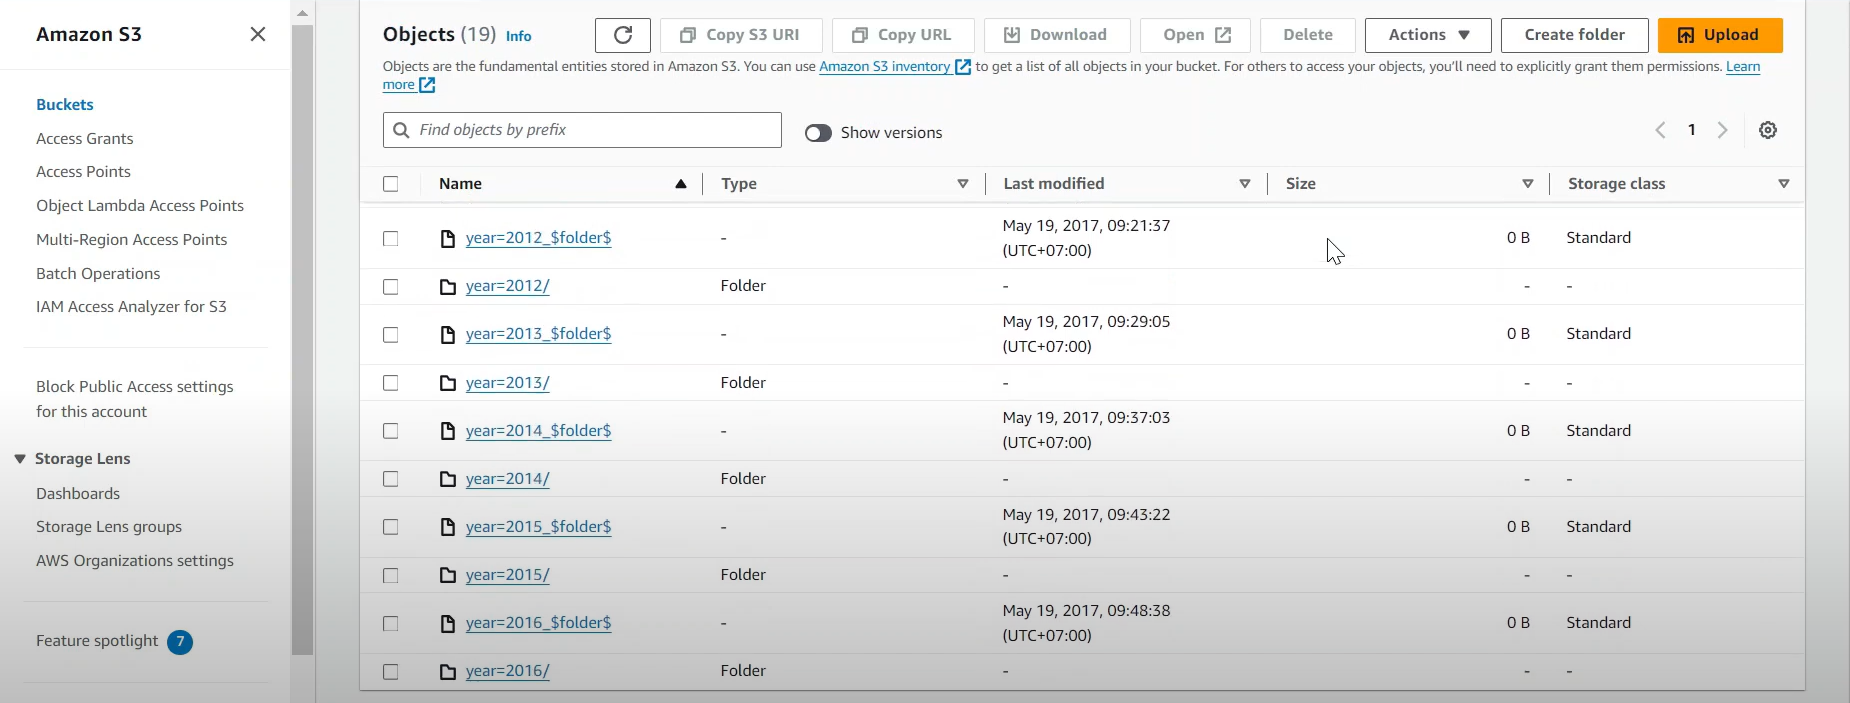 Amazon S3
Buckets
Access Grants
Access Points
Object Lambda Access Points
Multi-Region Access Points
Batch Operations
IAM Access Analyzer for S3
Block Public Access settings
for this account
Storage Lens
Dashboards
Storage Lens groups
AWS Organizations settings
Feature spotlight 7
Objects (19) Info
Copy S3 URI
Copy URL
Download
Open
Delete
Actions
Create folder
Upload
Objects are the fundamental entities stored in Amazon S3. You can use Amazon S3 inventory to get a list of all objects in your bucket. For others to access your objects, you'll need to explicitly grant them permissions. Learn
more
Find objects by prefix
Show versions
1
Name Type Last modified Size Storage class
year=2012_$folder$ - May 19, 2017, 09:21:37 0 B Standard
(UTC+07:00)
year=2012/ Folder - - -
year=2013_$folder$ - May 19, 2017, 09:29:05 0 B Standard
(UTC+07:00)
year=2013/ Folder - - -
year=2014_$folder$ - May 19, 2017, 09:37:03 0 B Standard
(UTC+07:00)
year=2014/ Folder - - -
year=2015_$folder$ - May 19, 2017, 09:43:22 0 B Standard
(UTC+07:00)
year=2015/ Folder - - -
year=2016_$folder$ - May 19, 2017, 09:48:38 0 B Standard
(UTC+07:00)
year=2016/ Folder - - -